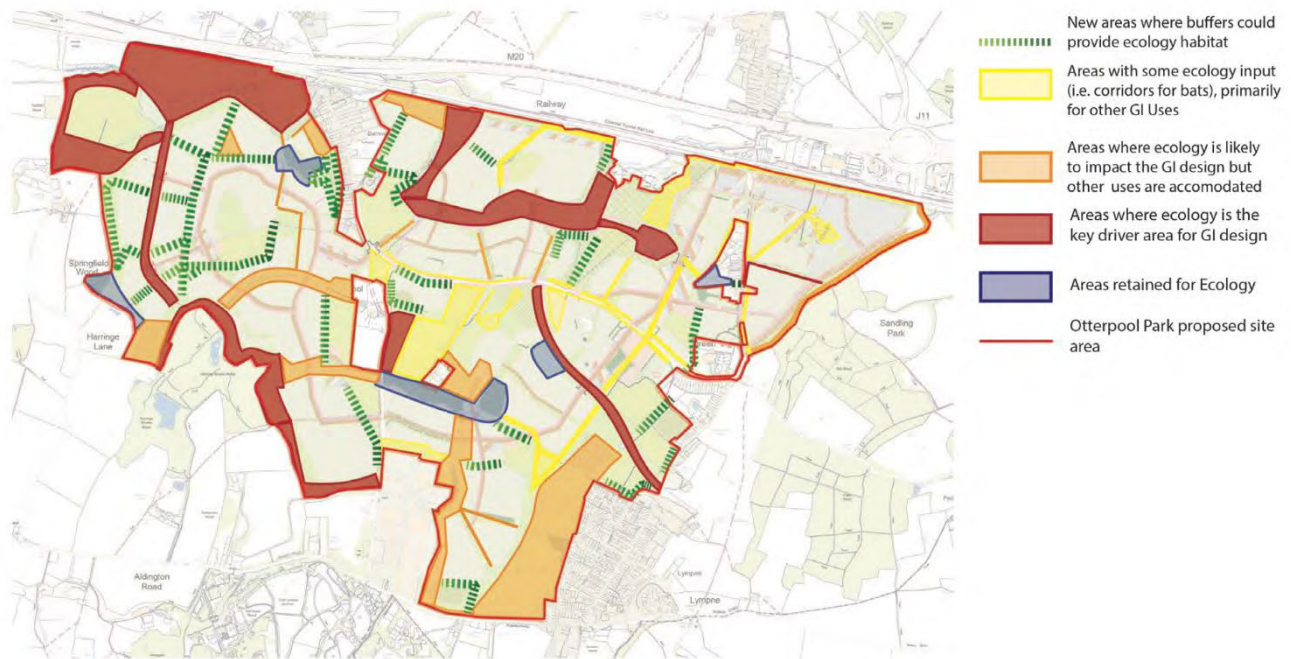 M20
Railway
J11
Springfield
Wood
Harringe
Lane
Sandling
Park
Aldington
Road
Lympne
Lympne
New areas where buffers could
provide ecology habitat
Areas with some ecology input
(i.e. corridors for bats), primarily
for other GI Uses
Areas where ecology is likely
to impact the GI design but
other uses are accomodated
Areas where ecology is the
key driver area for GI design
Areas retained for Ecology
Otterpool Park proposed site
area